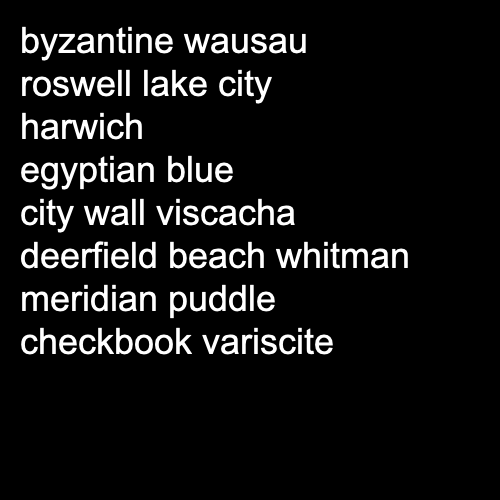 byzantine wausau
roswell lake city
harwich
egyptian blue
city wall viscacha
deerfield beach whitman
meridian puddle
checkbook variscite